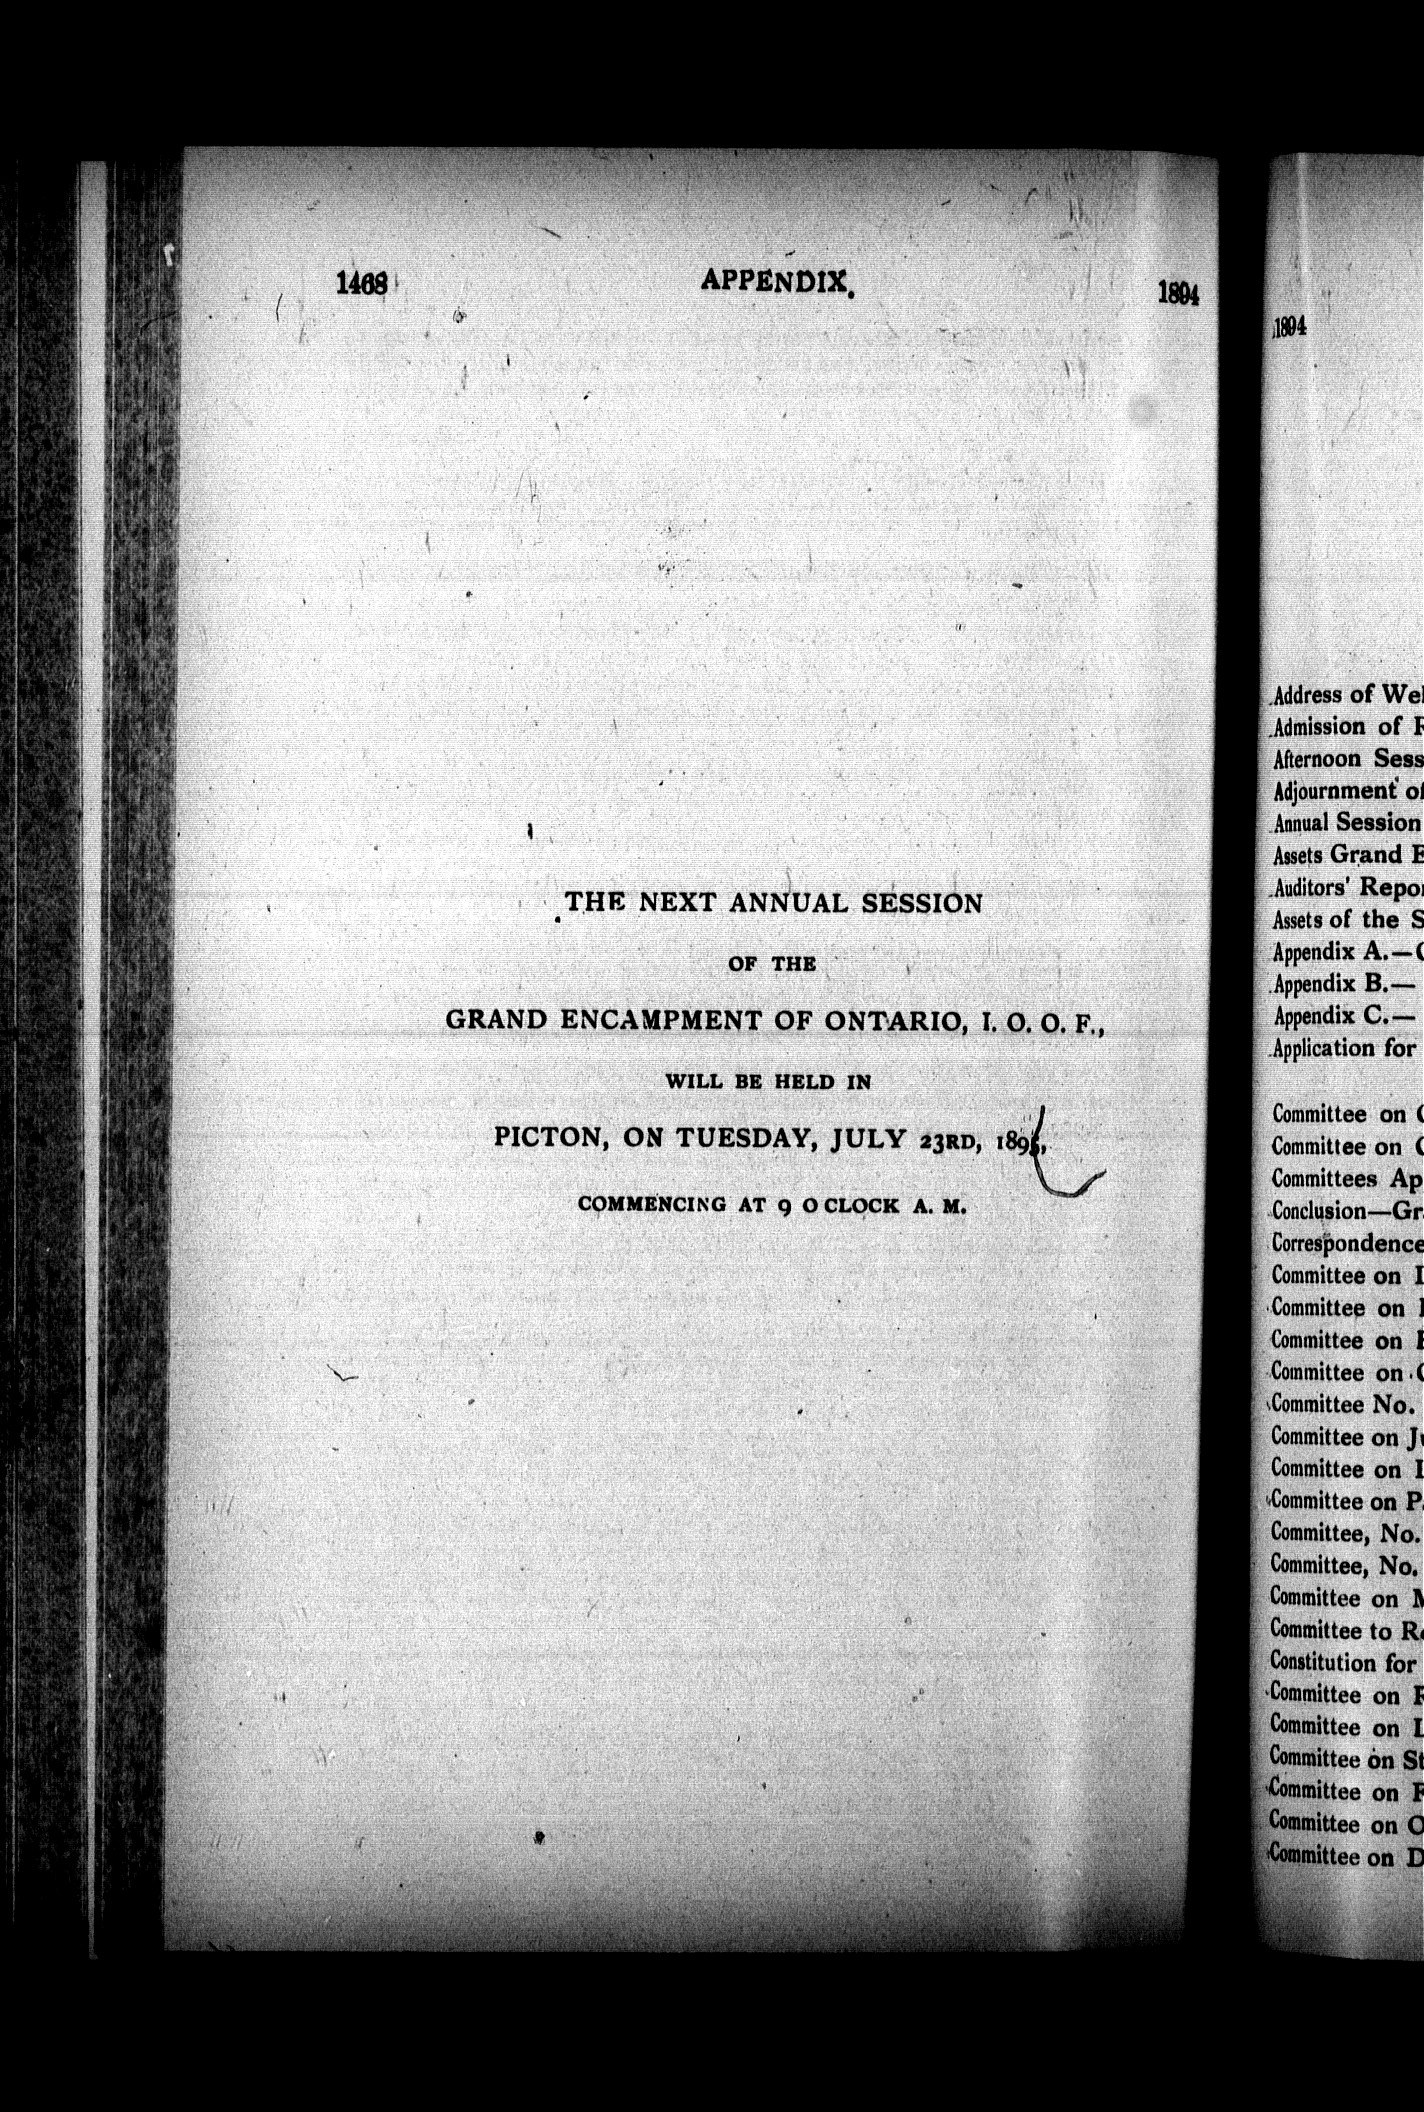 1468 APPENDIX. 1894
THE NEXT ANNUAL SESSION
OF THE
GRAND ENCAMPMENT OF ONTARIO, I. O. O. F.,
WILL BE HELD IN
PICTON, ON TUESDAY, JULY 23RD, 1895,
COMMENCING AT 9 O CLOCK A. M.
1894
Address of
Admission of
Afternoon
Adjournment of
Annual Session
Assets Grand
Auditors'
Assets of the
Appendix A.—
Appendix B.—
Appendix C.—
Application for
Committee on
Committee on
Committees
Conclusion—
Correspondence
Committee on
Committee on
Committee on
Committee on
Committee No.
Committee on
Committee on
Committee on
Committee, No.
Committee, No.
Committee on
Committee to
Constitution for
Committee on
Committee on
Committee on
Committee on
Committee on
Committee on